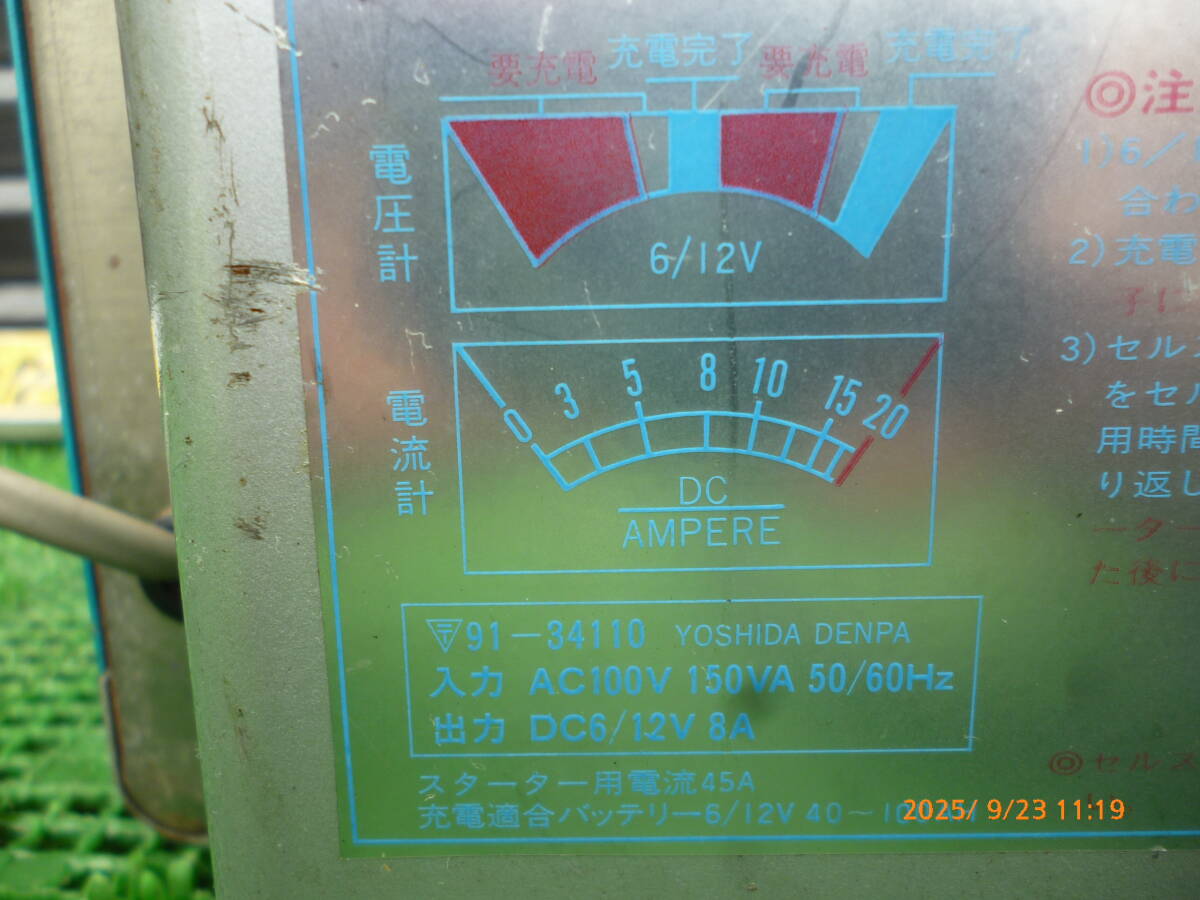 要充電 充電完了 要充電 充電完了
電圧計
6/12V
電流計
0 3 5 8 10 15 20
DC
AMPERE
〒91-34110 YOSHIDA DENPA
入力 AC100V 150VA 50/60Hz
出力 DC6/12V 8A
スターター用電流45A
充電適合バッテリー6/12V 40~
◎注
1)6/1
合わ
2)充電
子に
3)セルス
をセル
用時間
り返し
ーター
た後に
◎セルス
2025/ 9/23 11:19